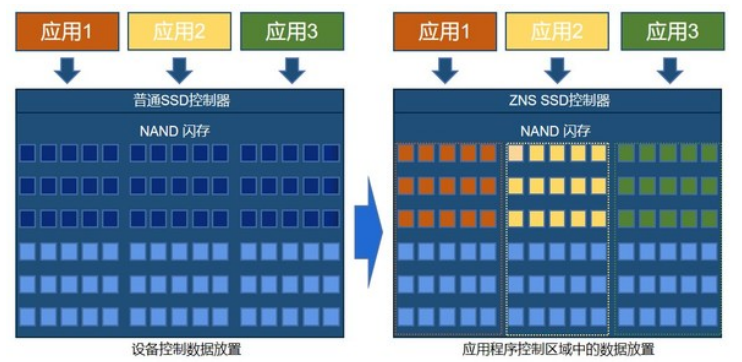 应用1
应用2
应用3
普通SSD控制器
NAND 闪存
设备控制数据放置
应用1
应用2
应用3
ZNS SSD控制器
NAND 闪存
应用程序控制区域中的数据放置